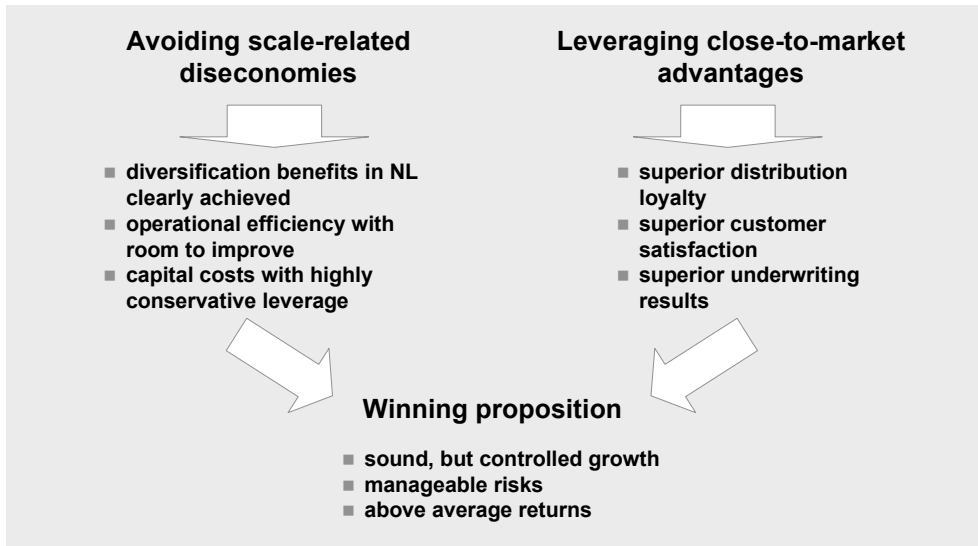 Avoiding scale-related
diseconomies
diversification benefits in NL
clearly achieved
operational efficiency with
room to improve
capital costs with highly
conservative leverage
Leveraging close-to-market
advantages
superior distribution
loyalty
superior customer
satisfaction
superior underwriting
results
Winning proposition
sound, but controlled growth
manageable risks
above average returns